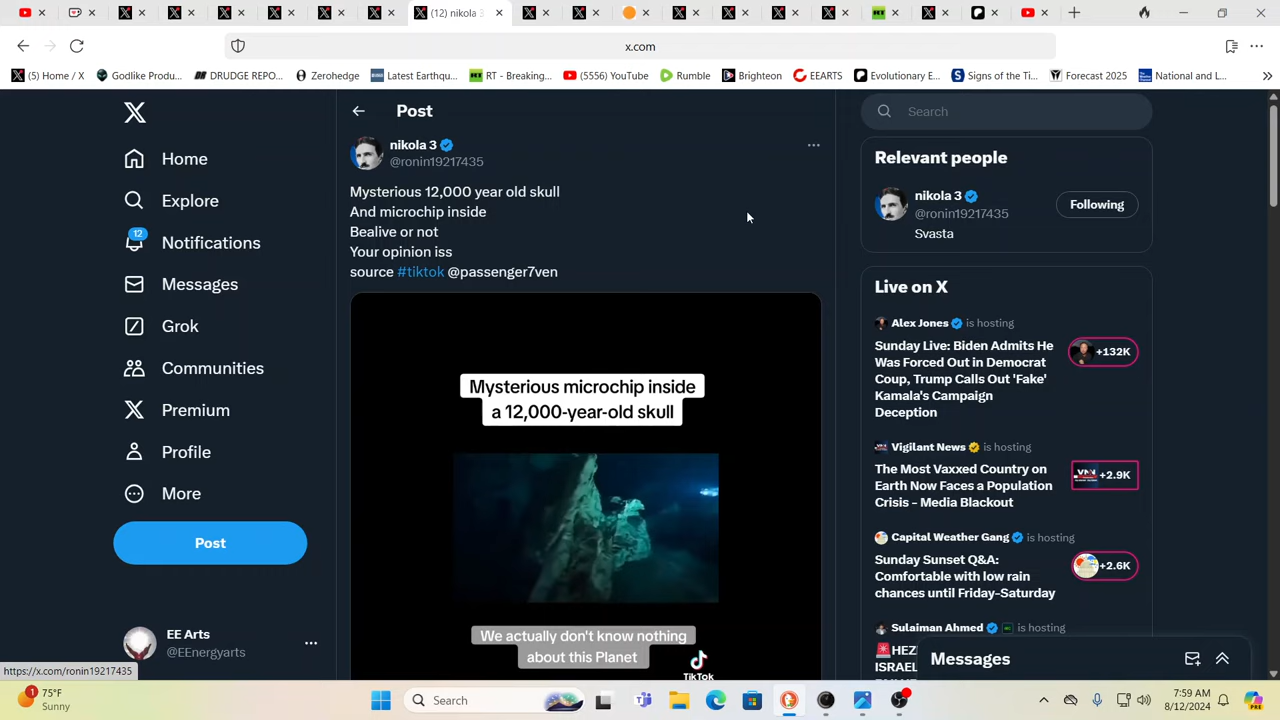 (12) nikola 3
x.com
(5) Home / X
Godlike Produ...
DRUDGE REPO...
Zerohedge
Latest Earthqu...
RT - Breaking...
(5556) YouTube
Rumble
Brighteon
EEARTS
Evolutionary E...
Signs of the Ti...
Forecast 2025
National and L...
Home
Explore
12
Notifications
Messages
Grok
Communities
Premium
Profile
More
Post
EE Arts
@EEnergyarts
https://x.com/ronin19217435
Post
nikola 3
@ronin19217435
Mysterious 12,000 year old skull
And microchip inside
Bealive or not
Your opinion iss
source #tiktok @passenger7ven
Mysterious microchip inside
a 12,000-year-old skull
We actually don't know nothing
about this Planet
TikTok
Search
Relevant people
nikola 3
@ronin19217435
Following
Svasta
Live on X
Alex Jones is hosting
Sunday Live: Biden Admits He
Was Forced Out in Democrat
Coup, Trump Calls Out 'Fake'
Kamala's Campaign
Deception
+132K
Vigilant News is hosting
The Most Vaxxed Country on
Earth Now Faces a Population
Crisis - Media Blackout
+2.9K
Capital Weather Gang is hosting
Sunday Sunset Q&A:
Comfortable with low rain
chances until Friday-Saturday
+2.6K
Sulaiman Ahmed is hosting
ISRAEL
Messages
1
75°F
Sunny
Search
7:59 AM
8/12/2024